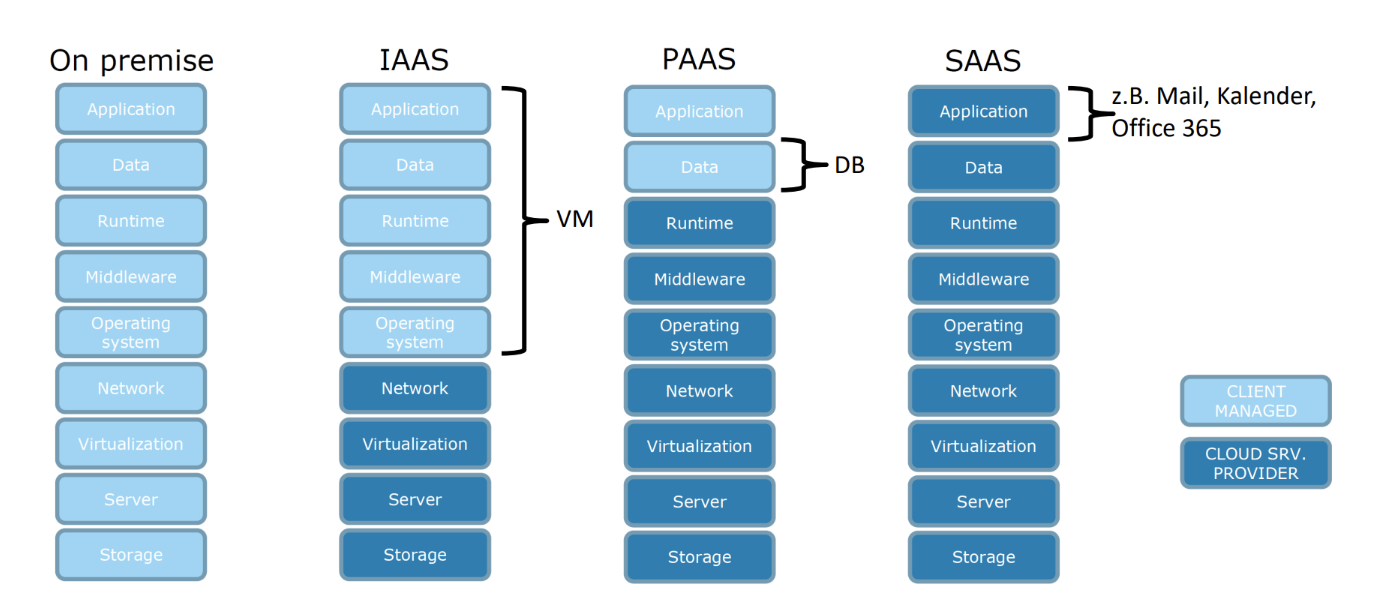 On premise
Application
Data
Runtime
Middleware
Operating
system
Network
Virtualization
Server
Storage
IAAS
Application
Data
Runtime
Middleware
Operating
system
Network
Virtualization
Server
Storage
VM
PAAS
Application
Data
Runtime
Middleware
Operating
system
Network
Virtualization
Server
Storage
DB
SAAS
Application
Data
Runtime
Middleware
Operating
system
Network
Virtualization
Server
Storage
z.B. Mail, Kalender,
Office 365
CLIENT
MANAGED
CLOUD SRV.
PROVIDER